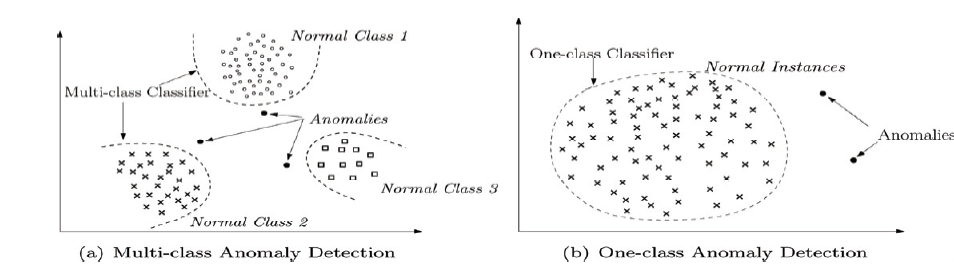 Normal Class 1
Multi-class Classifier
Anomalies
Normal Class 3
Normal Class 2
(a) Multi-class Anomaly Detection
One-class Classifier
Normal Instances
Anomalies
(b) One-class Anomaly Detection